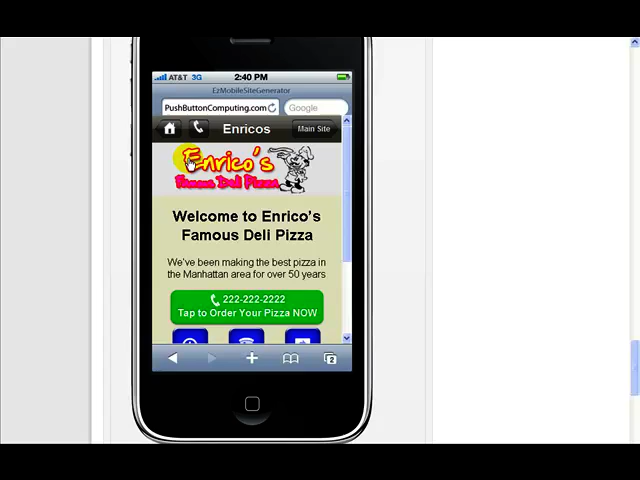 AT&T 3G 2:40 PM
EzMobileSiteGenerator
PushButtonComputing.com Google
Enricos Main Site
Enrico's
Famous Deli Pizza
Welcome to Enrico's
Famous Deli Pizza
We've been making the best pizza in
the Manhattan area for over 50 years
222-222-2222
Tap to Order Your Pizza NOW
2